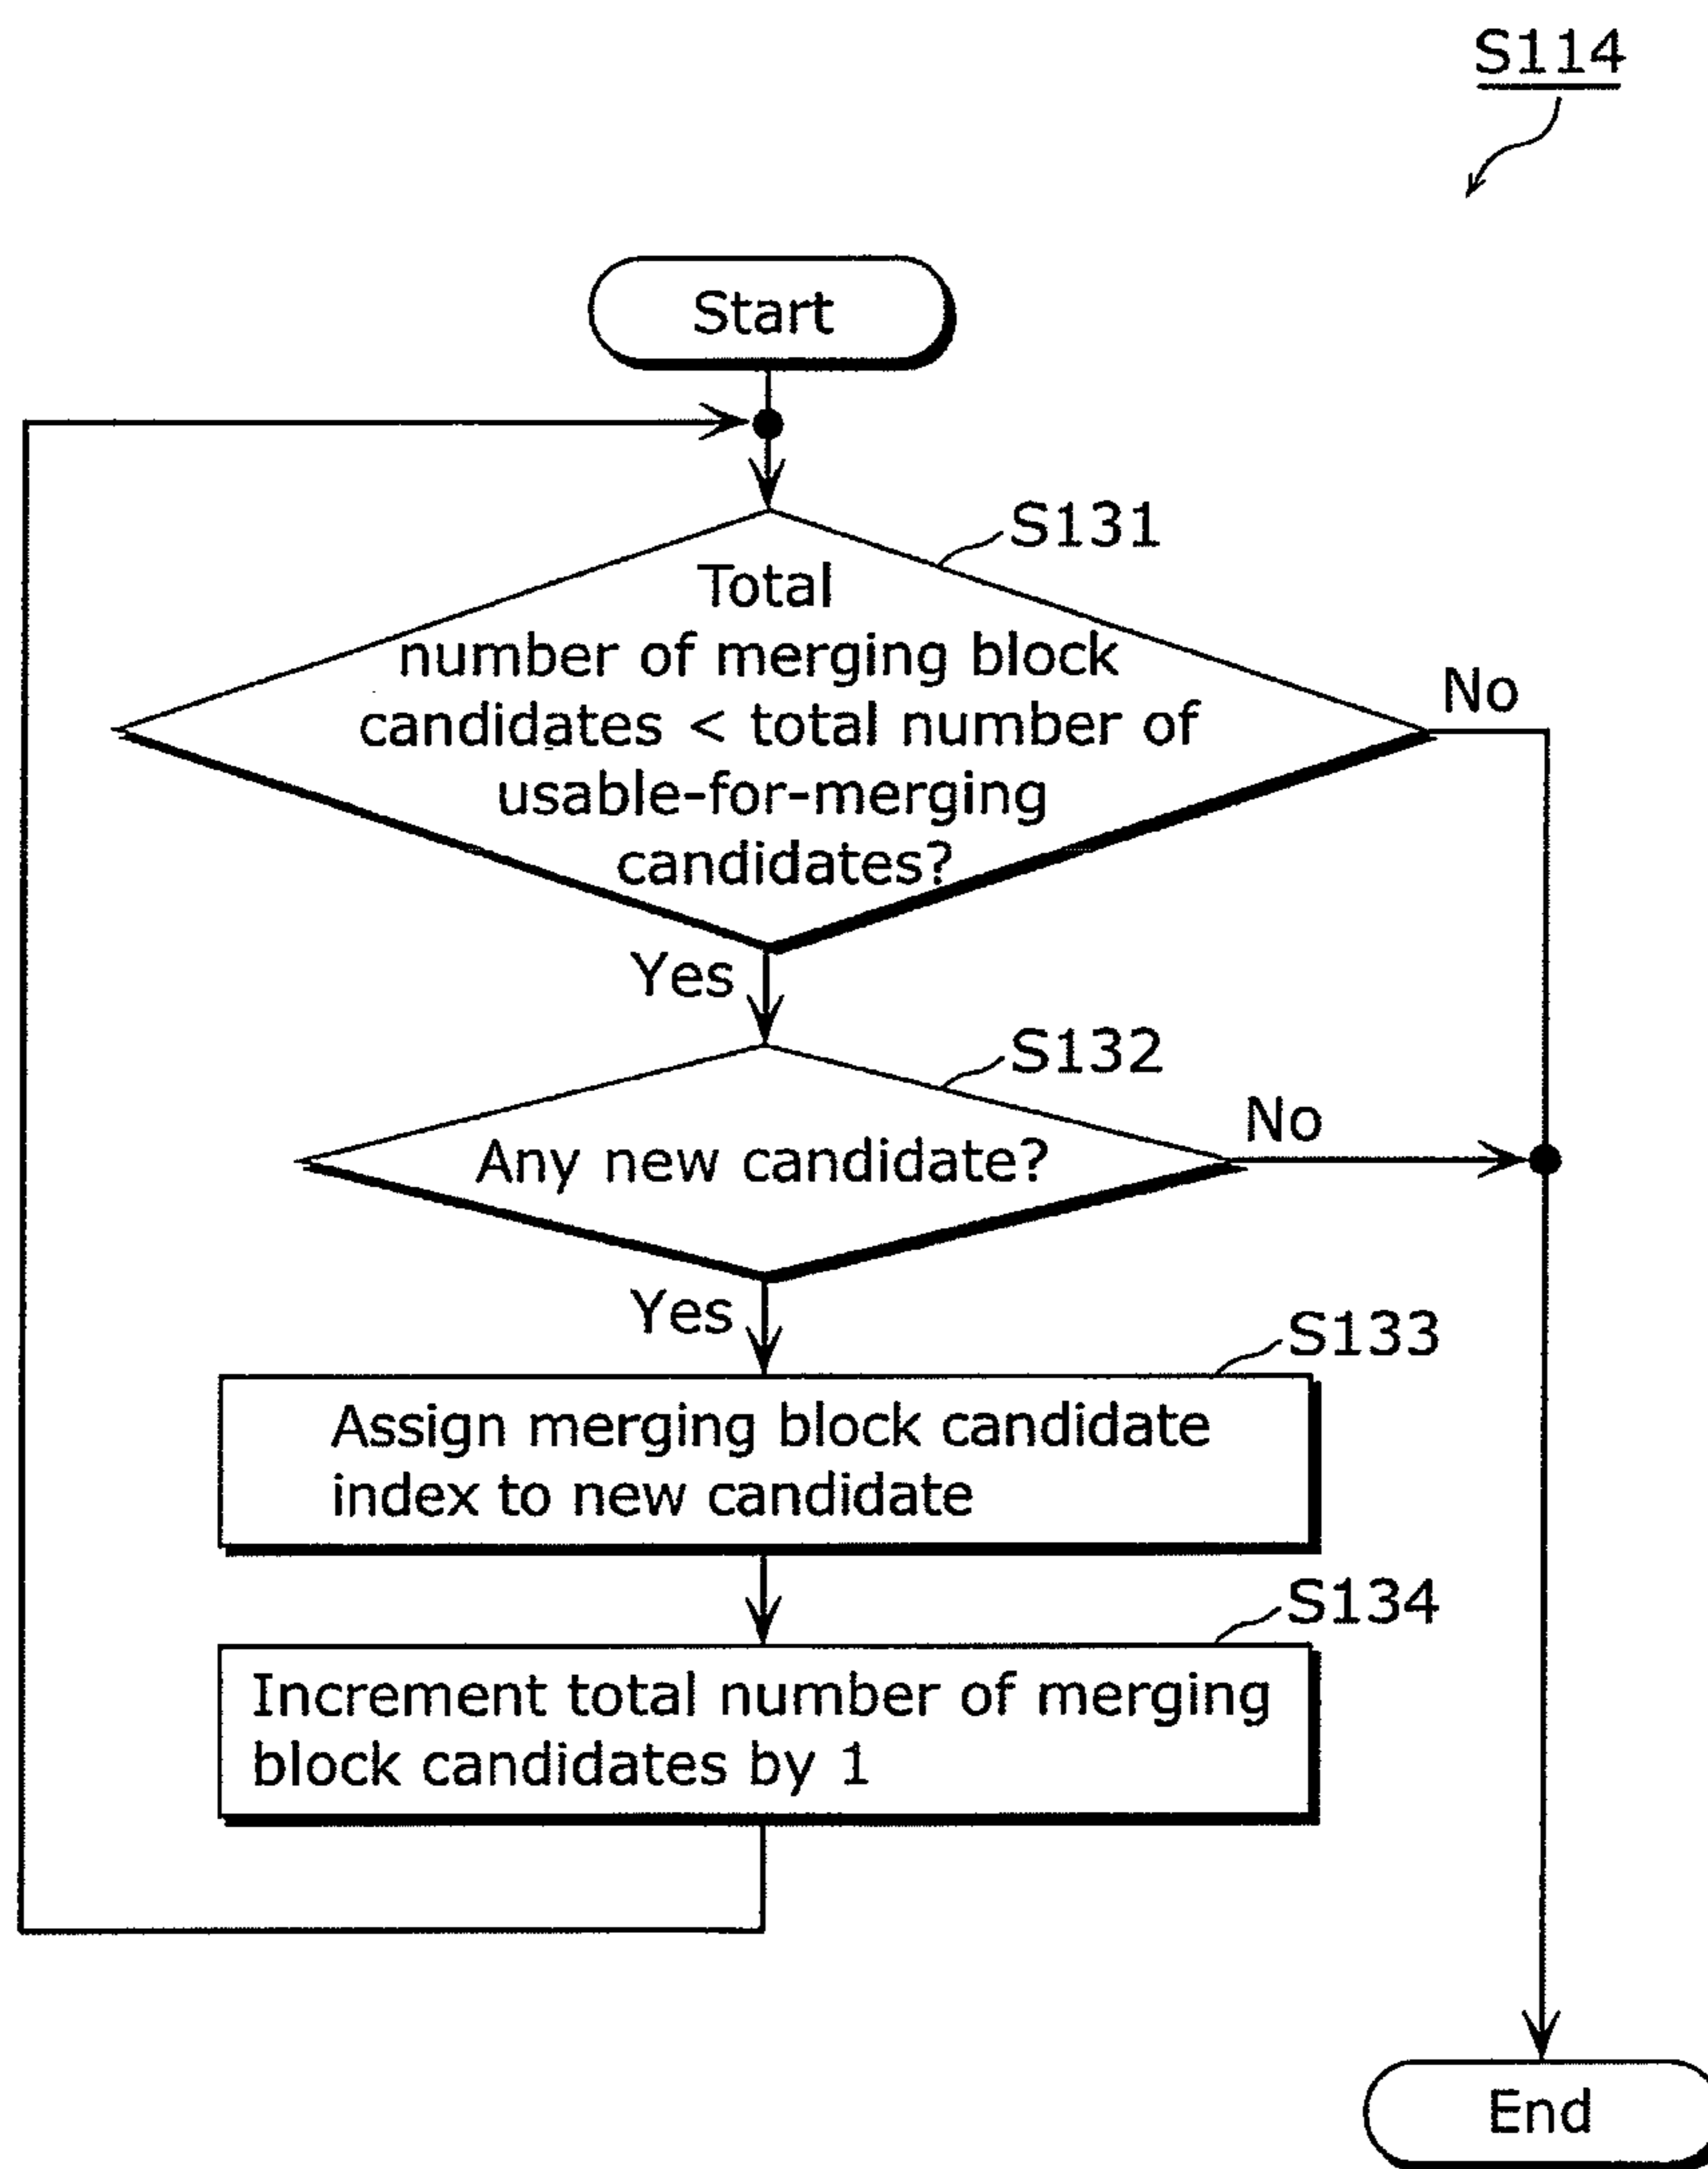 S114
Start
S131
Total
number of merging block
candidates < total number of
usable-for-merging
candidates?
No
Yes
S132
Any new candidate?
No
Yes
S133
Assign merging block candidate
index to new candidate
S134
Increment total number of merging
block candidates by 1
End